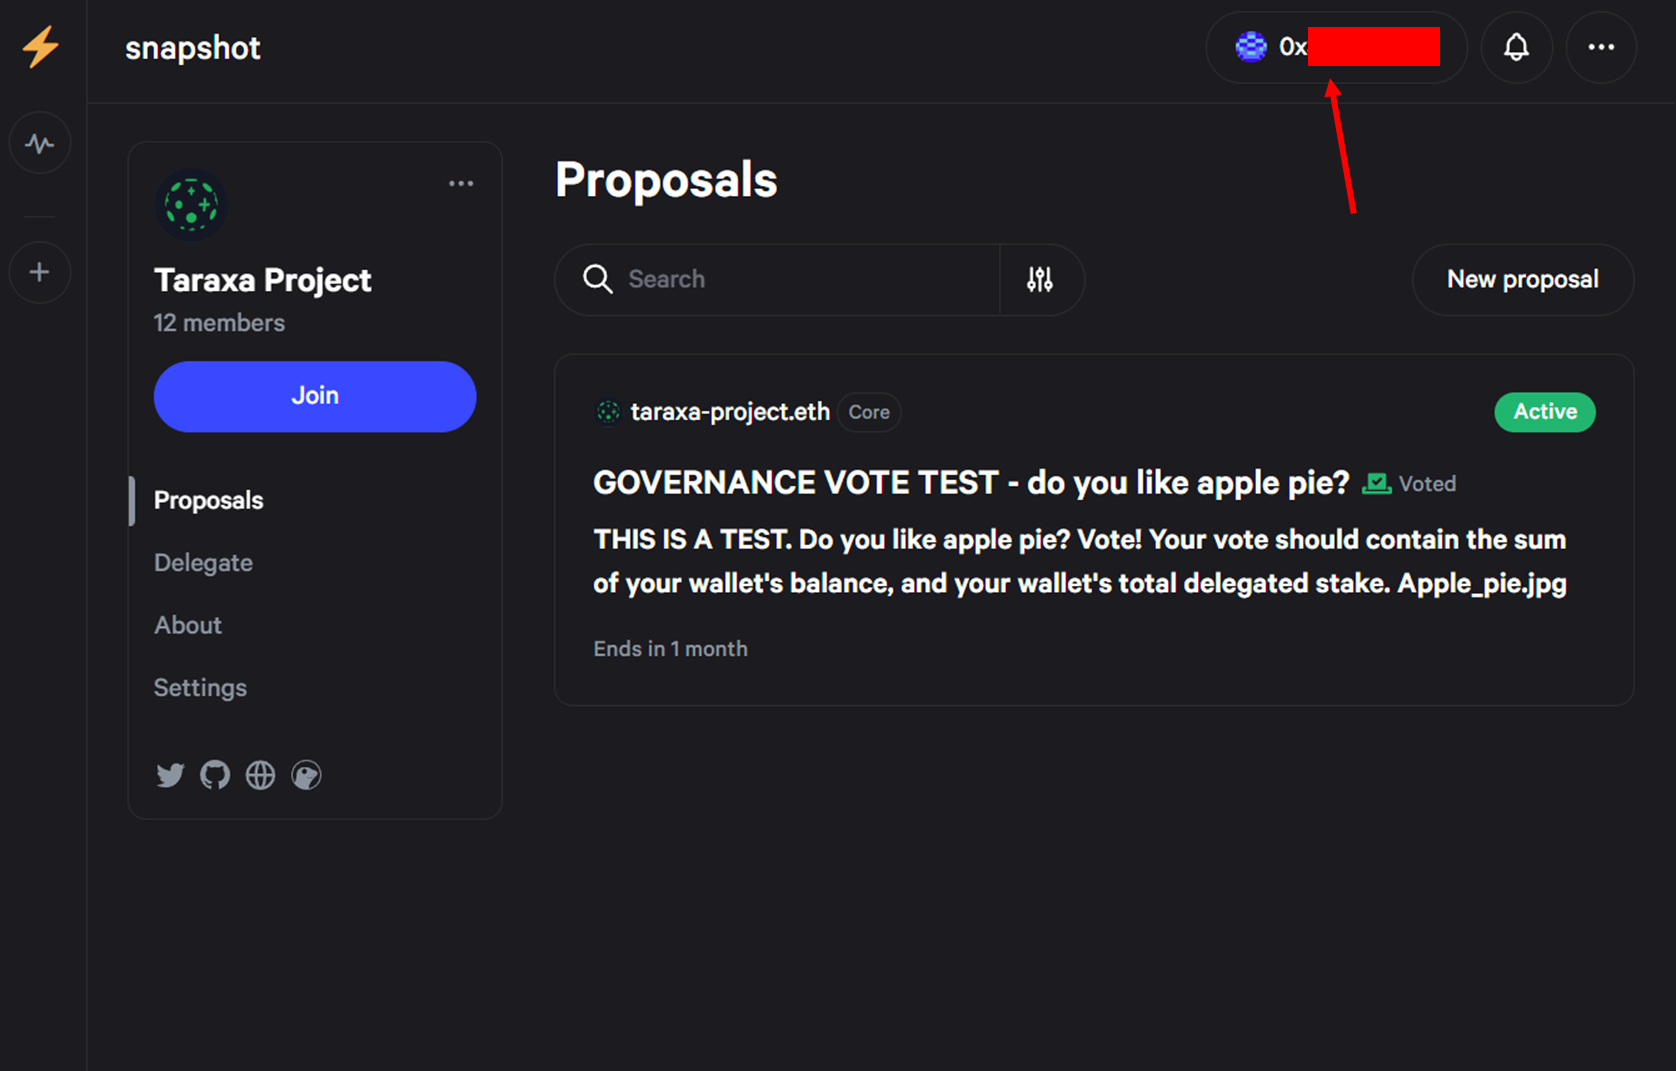 snapshot
0x
Taraxa Project
12 members
Join
Proposals
Delegate
About
Settings
Proposals
Search
New proposal
taraxa-project.eth Core
Active
GOVERNANCE VOTE TEST - do you like apple pie? Voted
THIS IS A TEST. Do you like apple pie? Vote! Your vote should contain the sum
of your wallet's balance, and your wallet's total delegated stake. Apple_pie.jpg
Ends in 1 month